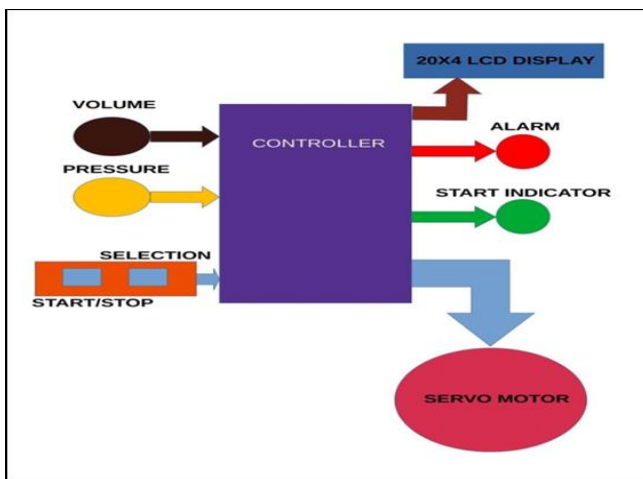 20X4 LCD DISPLAY
VOLUME
CONTROLLER
ALARM
PRESSURE
START INDICATOR
SELECTION
START/STOP
SERVO MOTOR